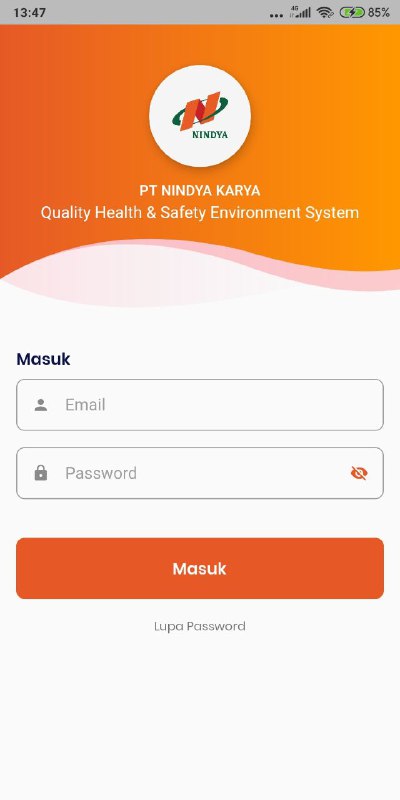 13:47
4G
85%
NINDYA
PT NINDYA KARYA
Quality Health & Safety Environment System
Masuk
Email
Password
Masuk
Lupa Password